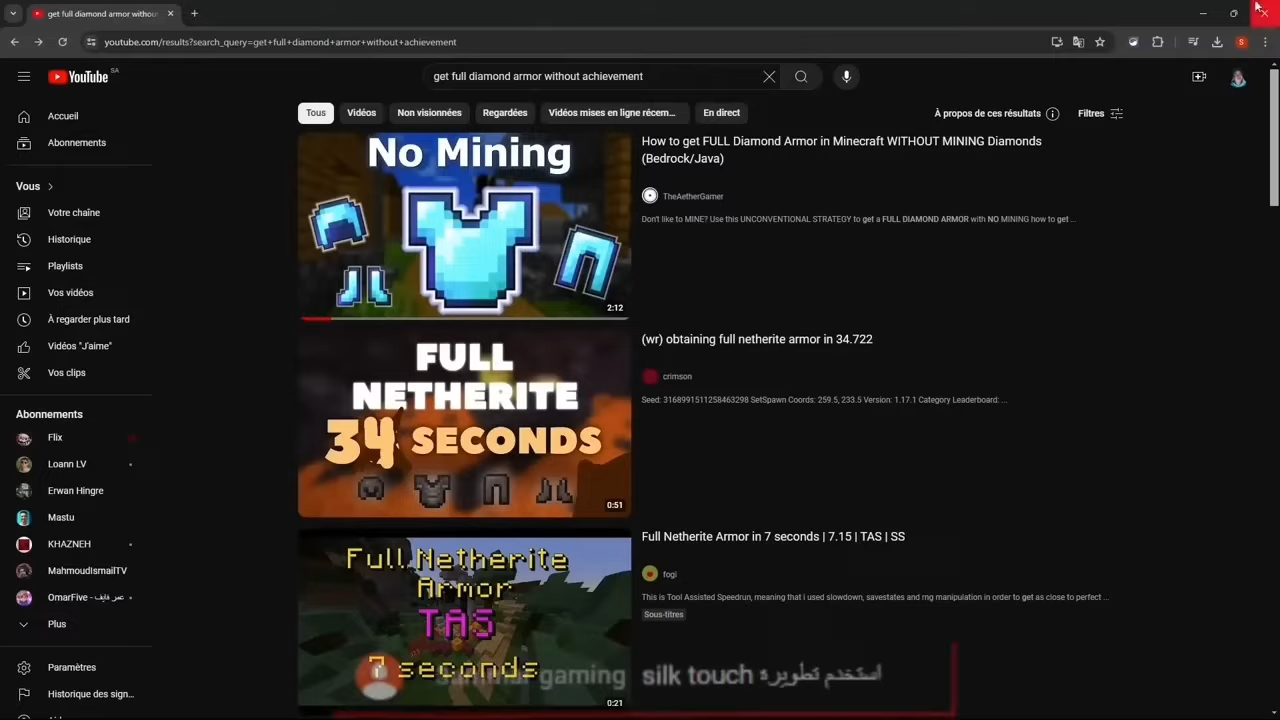 get full diamond armor withou
youtube.com/results?search_query=get+full+diamond+armor+without+achievement
S
YouTube SA
get full diamond armor without achievement
Tous
Vidéos
Non visionnées
Regardées
Vidéos mises en ligne récem...
En direct
À propos de ces résultats
Filtres
Accueil
Abonnements
Vous
Votre chaîne
Historique
Playlists
Vos vidéos
À regarder plus tard
Vidéos "J'aime"
Vos clips
Abonnements
Flix
Loann LV
Erwan Hingre
Mastu
KHAZNEH
MahmoudIsmailTV
OmarFive - عمر فايف
Plus
Paramètres
Historique des sign...
No Mining
2:12
How to get FULL Diamond Armor in Minecraft WITHOUT MINING Diamonds
(Bedrock/Java)
TheAetherGamer
Don't like to MINE? Use this UNCONVENTIONAL STRATEGY to get a FULL DIAMOND ARMOR with NO MINING how to get ...
FULL
NETHERITE
34 SECONDS
0:51
(wr) obtaining full netherite armor in 34.722
crimson
Seed: 3168991511258463298 SetSpawn Coords: 259.5, 233.5 Version: 1.17.1 Category Leaderboard: ...
Full Netherite
Armor
TAS
7 seconds
0:21
Full Netherite Armor in 7 seconds | 7.15 | TAS | SS
fogi
This is Tool Assisted Speedrun, meaning that i used slowdown, savestates and rng manipulation in order to get as close to perfect ...
Sous-titres
gaming
استخدم تطويرة silk touch